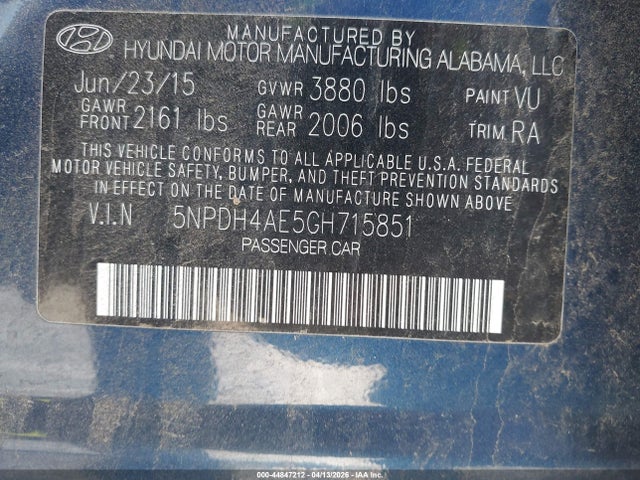 MANUFACTURED BY
HYUNDAI MOTOR MANUFACTURING ALABAMA, LLC
Jun/23/15 GVWR 3880 lbs PAINT VU
GAWR FRONT 2161 lbs GAWR REAR 2006 lbs TRIM RA
THIS VEHICLE CONFORMS TO ALL APPLICABLE U.S.A. FEDERAL
MOTOR VEHICLE SAFETY, BUMPER, AND THEFT PREVENTION STANDARDS
IN EFFECT ON THE DATE OF MANUFACTURE SHOWN ABOVE.
V.I.N 5NPDH4AE5GH715851
PASSENGER CAR
000-44847212 - 04/13/2026 - COPART